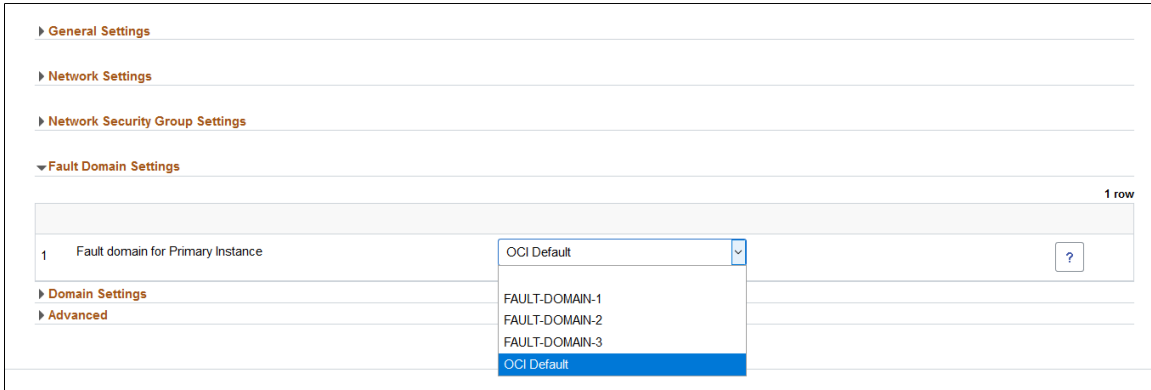 General Settings
Network Settings
Network Security Group Settings
Fault Domain Settings
1 row
1 Fault domain for Primary Instance OCI Default ?
FAULT-DOMAIN-1
FAULT-DOMAIN-2
FAULT-DOMAIN-3
OCI Default
Domain Settings
Advanced